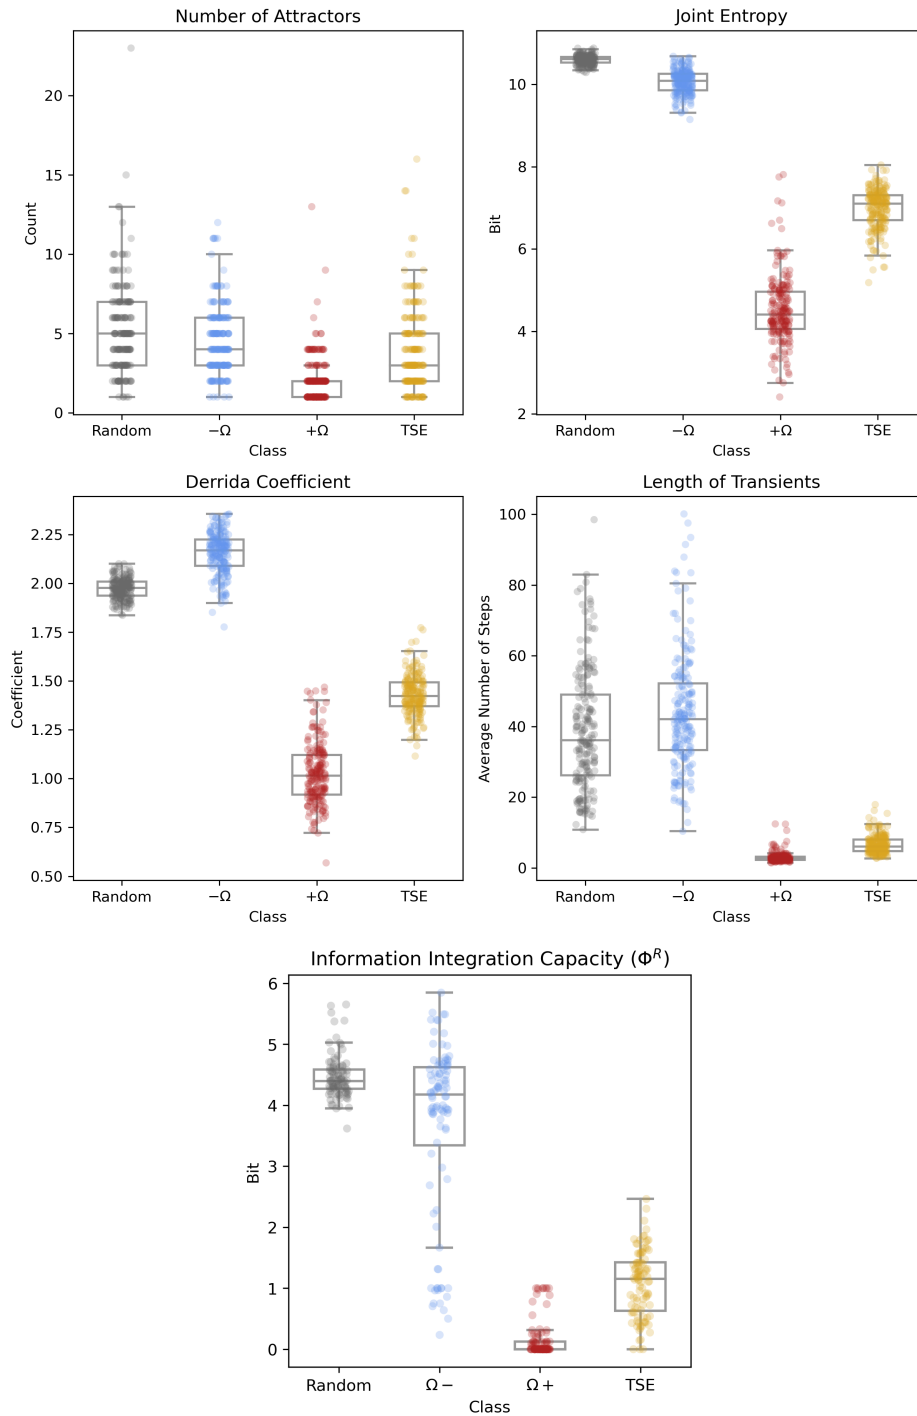 Number of Attractors
Count
20
15
10
5
0
Random −Ω +Ω TSE
Class
Joint Entropy
Bit
10
8
6
4
2
Random −Ω +Ω TSE
Class
Derrida Coefficient
Coefficient
2.25
2.00
1.75
1.50
1.25
1.00
0.75
0.50
Random −Ω +Ω TSE
Class
Length of Transients
Average Number of Steps
100
80
60
40
20
0
Random −Ω +Ω TSE
Class
Information Integration Capacity (Φ^R)
Bit
6
5
4
3
2
1
0
Random Ω− Ω+ TSE
Class